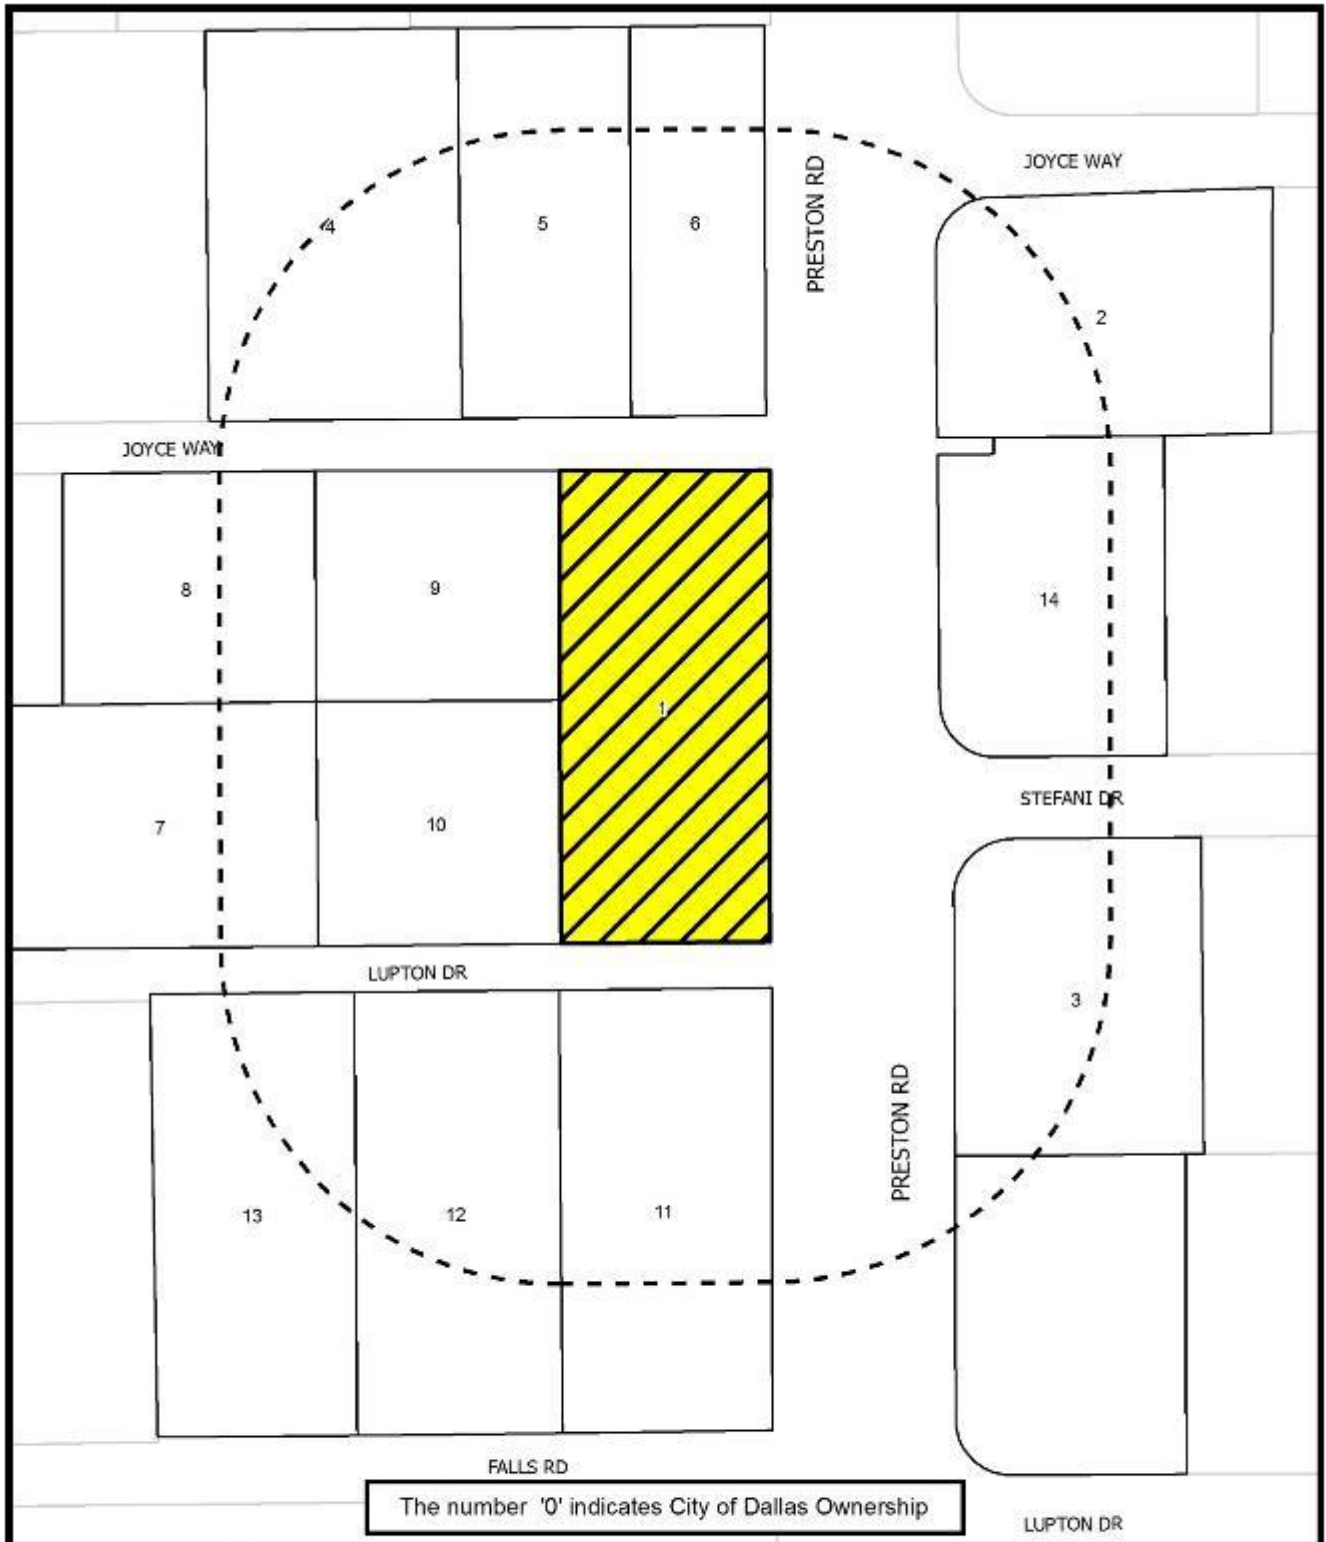 JOYCE WAY
PRESTON RD
4
5
6
2
JOYCE WAY
8
9
14
1
STEFANI DR
7
10
LUPTON DR
3
PRESTON RD
13
12
11
FALLS RD
The number '0' indicates City of Dallas Ownership
LUPTON DR